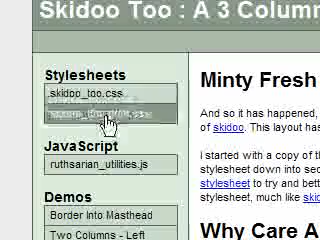 Skidoo Too : A 3 Column
Stylesheets
skidoo_too.css
JavaScript
ruthsarian_utilities.js
Demos
Border Into Masthead
Two Columns - Left
Minty Fresh
And so it has happened,
of skidoo. This layout has
I started with a copy of th
stylesheet down into sec
stylesheet to try and bette
stylesheet, much like skid
Why Care A